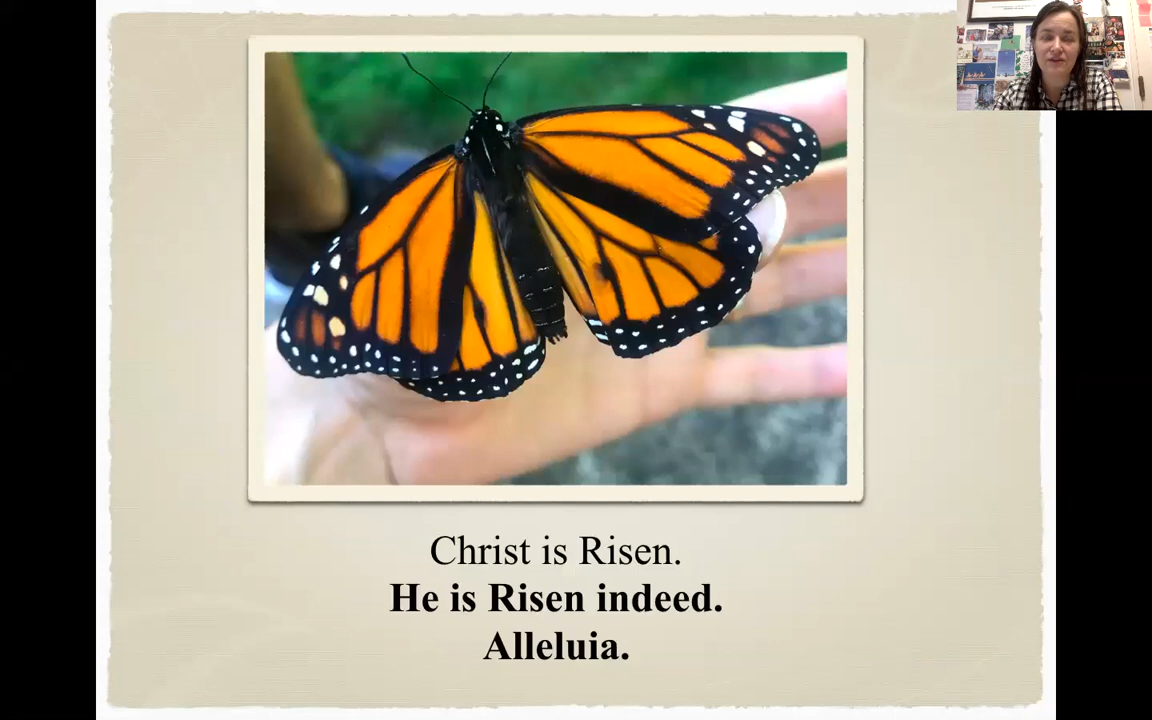 Christ is Risen.
He is Risen indeed.
Alleluia.